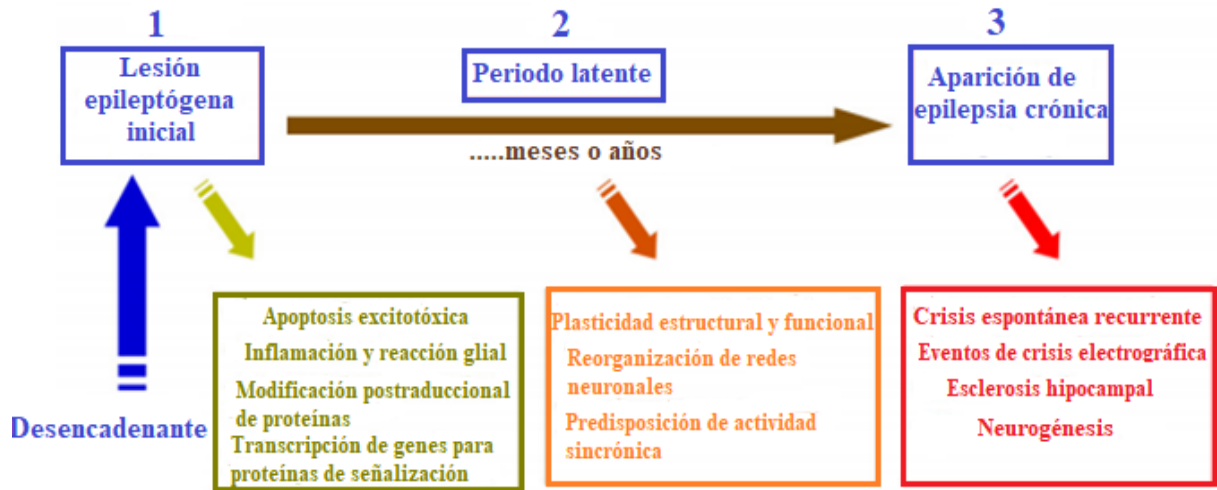 1
Lesión
epileptógena
inicial
2
Periodo latente
.....meses o años
3
Aparición de
epilepsia crónica
Desencadenante
Apoptosis excitotóxica
Inflamación y reacción glial
Modificación postraduccional
de proteínas
Transcripción de genes para
proteínas de señalización
Plasticidad estructural y funcional
Reorganización de redes
neuronales
Predisposición de actividad
sincrónica
Crisis espontánea recurrente
Eventos de crisis electrográfica
Esclerosis hipocampal
Neurogénesis